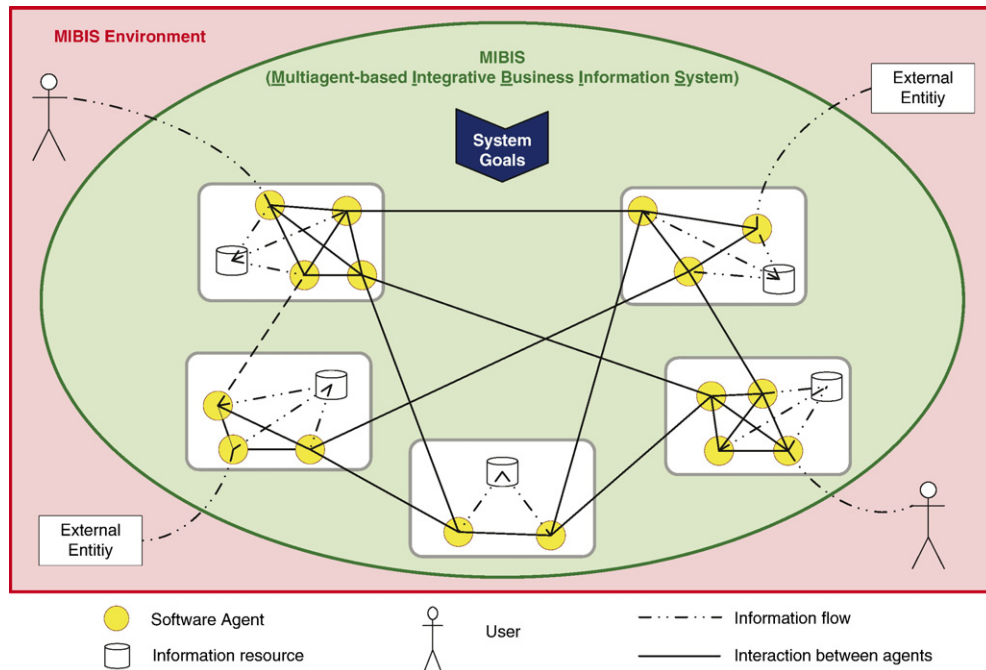 MIBIS Environment
MIBIS
(Multiagent-based Integrative Business Information System)
External
Entitiy
System
Goals
External
Entitiy
Software Agent
User
Information flow
Information resource
Interaction between agents